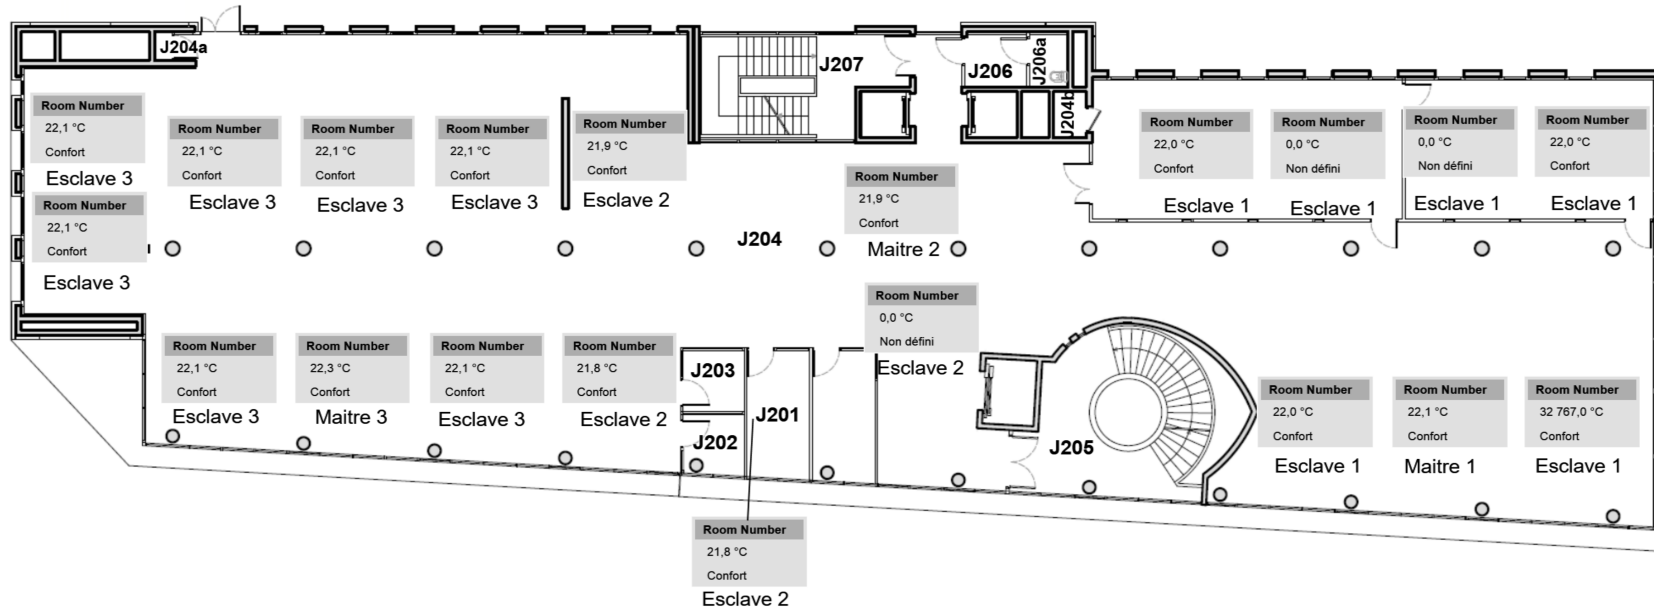 J204a
J207
J206
J206a
J204b
Room Number
22,1 °C
Confort
Esclave 3
Room Number
22,1 °C
Confort
Esclave 3
Room Number
22,1 °C
Confort
Esclave 3
Room Number
22,1 °C
Confort
Esclave 3
Room Number
21,9 °C
Confort
Esclave 2
Room Number
22,0 °C
Confort
Esclave 1
Room Number
0,0 °C
Non défini
Esclave 1
Room Number
0,0 °C
Non défini
Esclave 1
Room Number
22,0 °C
Confort
Esclave 1
Room Number
22,1 °C
Confort
Esclave 3
J204
Room Number
21,9 °C
Confort
Maitre 2
Room Number
0,0 °C
Non défini
Esclave 2
Room Number
22,1 °C
Confort
Esclave 3
Room Number
22,3 °C
Confort
Maitre 3
Room Number
22,1 °C
Confort
Esclave 3
Room Number
21,8 °C
Confort
Esclave 2
J203
J201
J202
J205
Room Number
22,0 °C
Confort
Esclave 1
Room Number
22,1 °C
Confort
Maitre 1
Room Number
32 767,0 °C
Confort
Esclave 1
Room Number
21,8 °C
Confort
Esclave 2